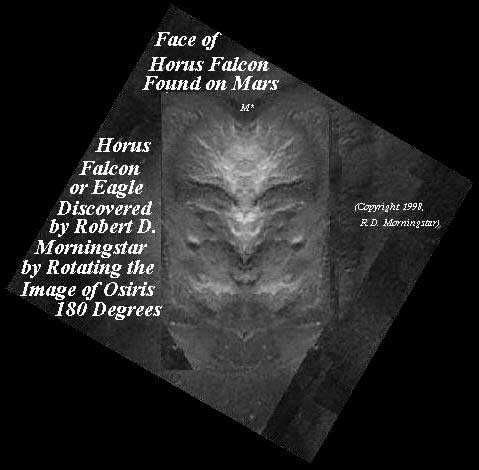 Face of
Horus Falcon
Found on Mars
M*
Horus
Falcon
or Eagle
Discovered
by Robert D.
Morningstar
by Rotating the
Image of Osiris
180 Degrees
(Copyright 1998,
R.D. Morningstar)